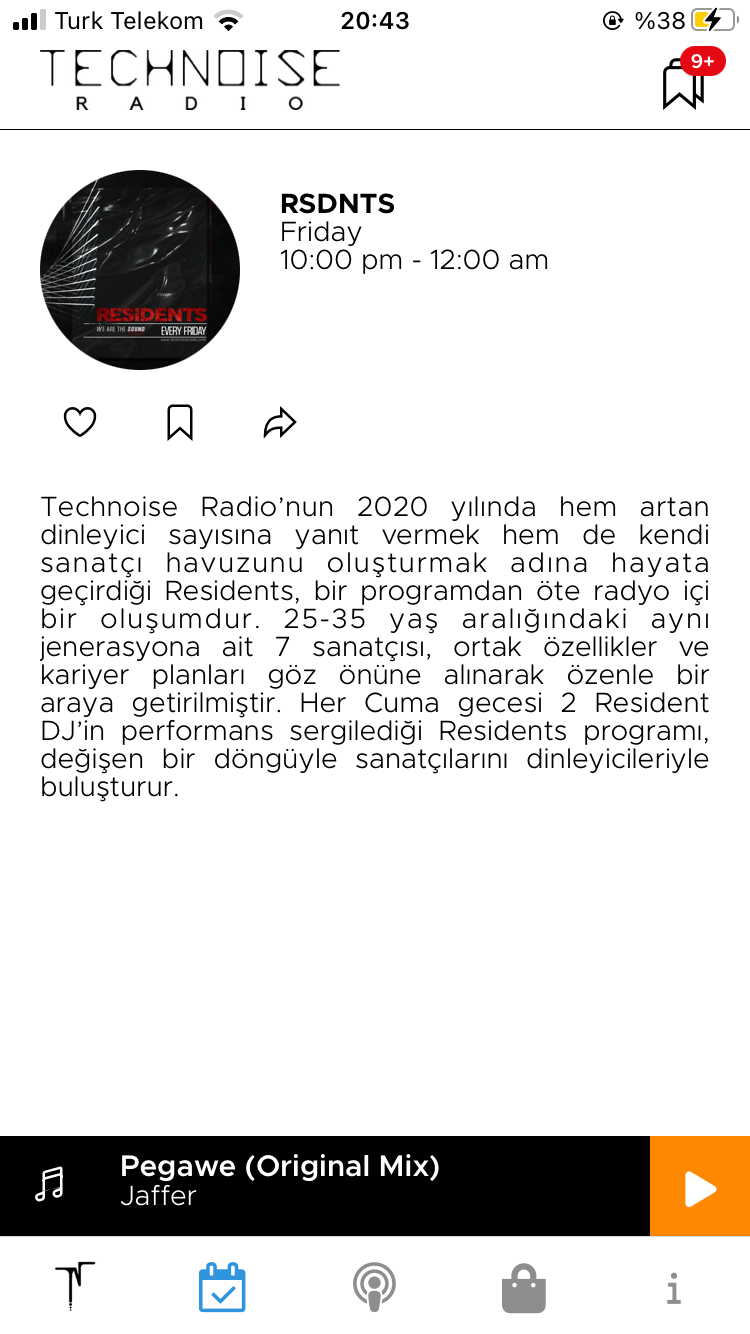 Turk Telekom 20:43 %38
TECHNOISE
RADIO
9+
RSDNTS
Friday
10:00 pm - 12:00 am
RESIDENTS
WE ARE THE SOUND EVERY FRIDAY
Technoise Radio’nun 2020 yılında hem artan
dinleyici sayısına yanıt vermek hem de kendi
sanatçı havuzunu oluşturmak adına hayata
geçirdiği Residents, bir programdan öte radyo içi
bir oluşumdur. 25-35 yaş aralığındaki aynı
jenerasyona ait 7 sanatçısı, ortak özellikler ve
kariyer planları göz önüne alınarak özenle bir
araya getirilmiştir. Her Cuma gecesi 2 Resident
DJ’in performans sergilediği Residents programı,
değişen bir döngüyle sanatçılarını dinleyicileriyle
buluşturur.
Pegawe (Original Mix)
Jaffer